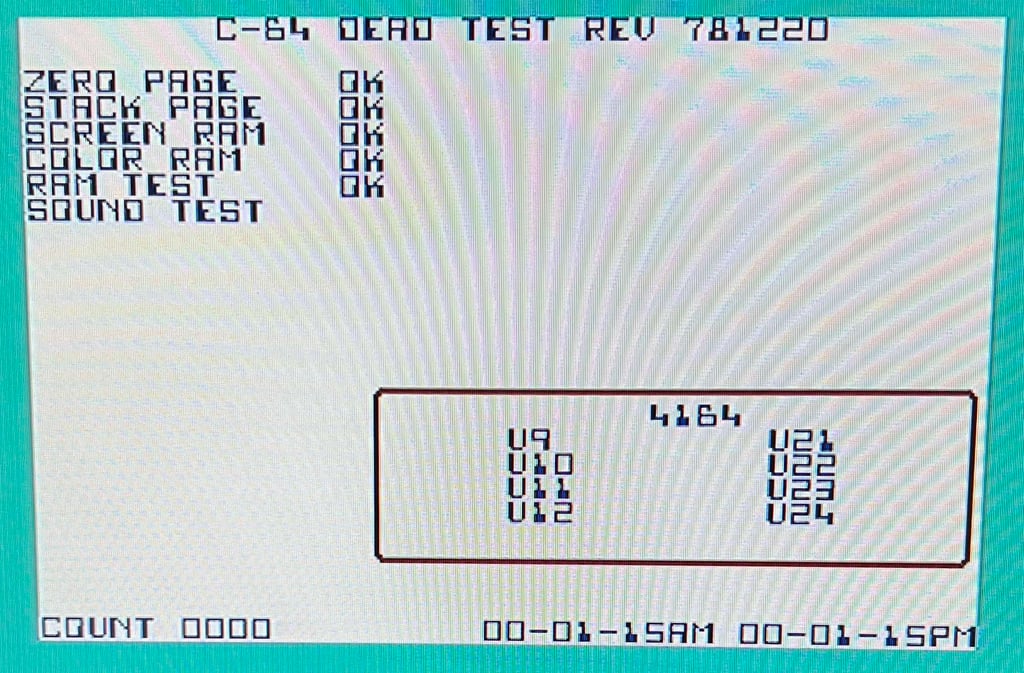 C-64 DEAD TEST REV 781220
ZERO PAGE OK
STACK PAGE OK
SCREEN RAM OK
COLOR RAM OK
RAM TEST OK
SOUND TEST
4164
U9 U21
U10 U22
U11 U23
U12 U24
COUNT 0000 00-01-15AM 00-01-15PM